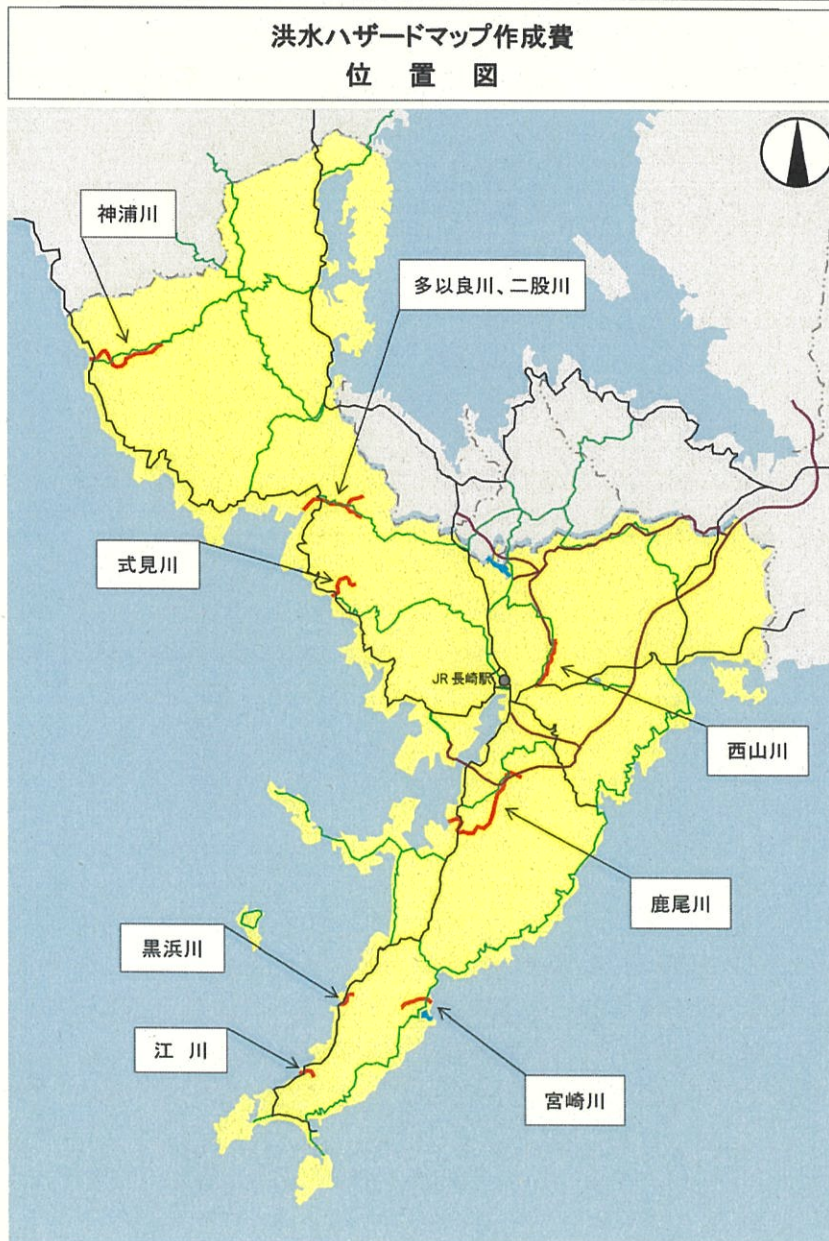 洪水ハザードマップ作成費
位 置 図
神浦川
多以良川、二股川
式見川
JR 長崎駅
西山川
鹿尾川
黒浜川
江 川
宮崎川